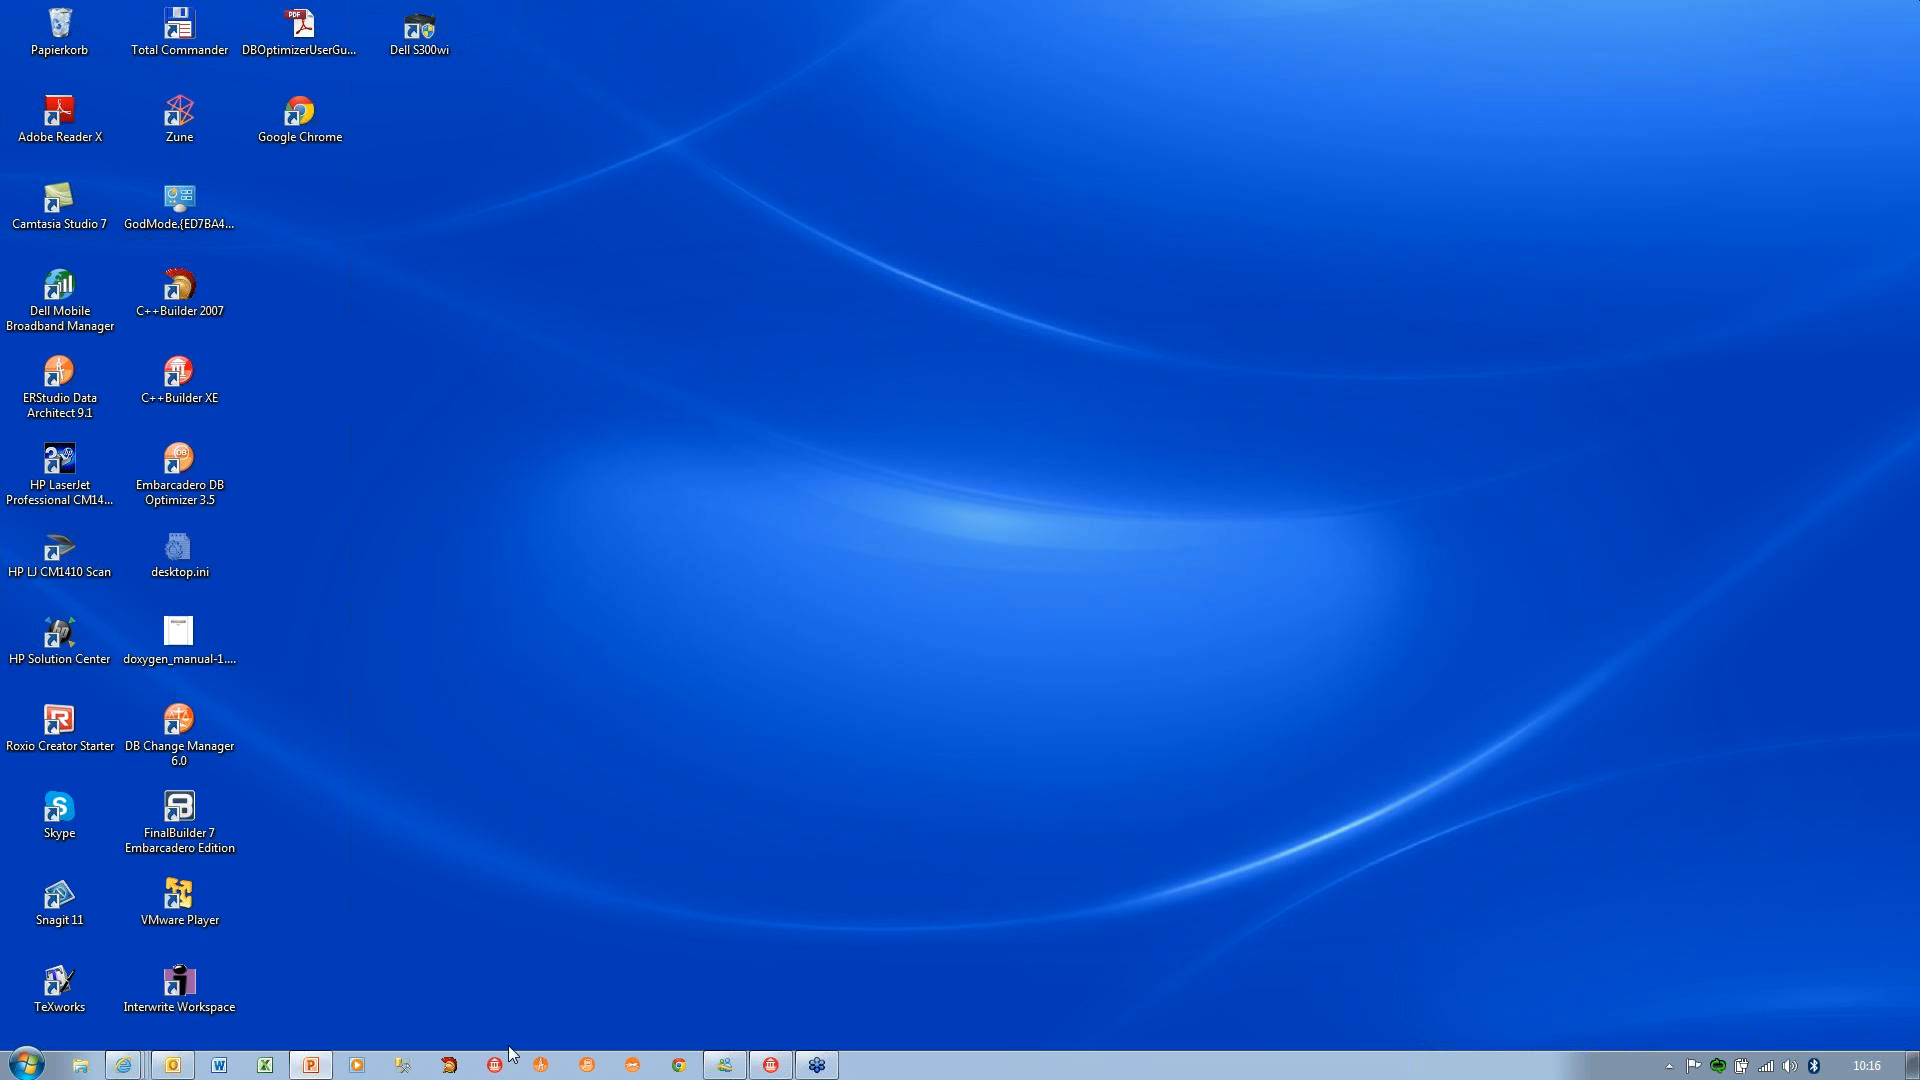 Papierkorb
Total Commander
DBOptimizerUserGu...
Dell S300wi
Adobe Reader X
Zune
Google Chrome
Camtasia Studio 7
GodMode.{ED7BA4...
Dell Mobile
Broadband Manager
C++Builder 2007
ERStudio Data
Architect 9.1
C++Builder XE
HP LaserJet
Professional CM14...
Embarcadero DB
Optimizer 3.5
HP LJ CM1410 Scan
desktop.ini
HP Solution Center
doxygen_manual-1....
Roxio Creator Starter
DB Change Manager
6.0
Skype
FinalBuilder 7
Embarcadero Edition
Snagit 11
VMware Player
TeXworks
Interwrite Workspace
10:16